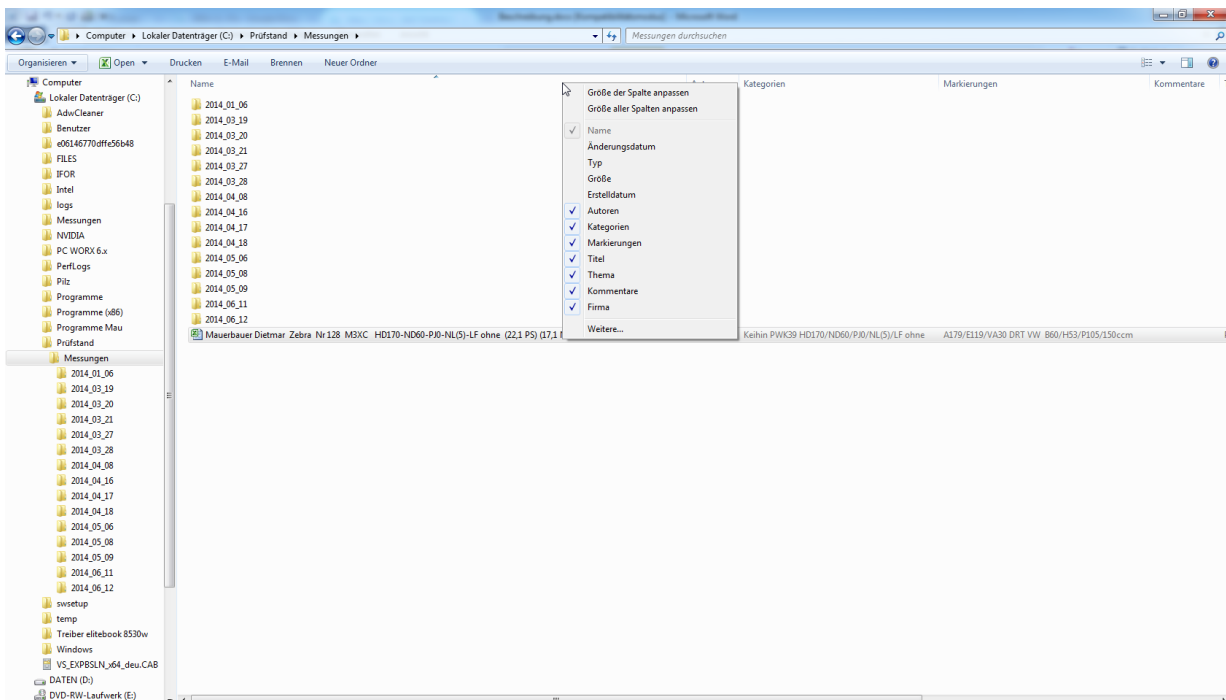 Computer ▸ Lokaler Datenträger (C:) ▸ Prüfstand ▸ Messungen ▸
Messungen durchsuchen
Organisieren Open Drucken E-Mail Brennen Neuer Ordner
Computer
Lokaler Datenträger (C:)
AdwCleaner
Benutzer
e06146770dffe56b48
FILES
IFOR
Intel
logs
Messungen
NVIDIA
PC WORX 6.x
PerfLogs
Pilz
Programme
Programme (x86)
Programme Mau
Prüfstand
Messungen
2014_01_06
2014_03_19
2014_03_20
2014_03_21
2014_03_27
2014_03_28
2014_04_08
2014_04_16
2014_04_17
2014_04_18
2014_05_06
2014_05_08
2014_05_09
2014_06_11
2014_06_12
swsetup
temp
Treiber elitebook 8530w
Windows
VS_EXPBSLN_x64_deu.CAB
DATEN (D:)
DVD-RW-Laufwerk (E:)
Name Kategorien Markierungen Kommentare
2014_01_06
2014_03_19
2014_03_20
2014_03_21
2014_03_27
2014_03_28
2014_04_08
2014_04_16
2014_04_17
2014_04_18
2014_05_06
2014_05_08
2014_05_09
2014_06_11
2014_06_12
Mauerbauer Dietmar Zebra Nr 128 M3XC HD170-ND60-PJ0-NL(5)-LF ohne (22,1 PS) (17,1 Keihin PWK39 HD170/ND60/PJ0/NL(5)/LF ohne A179/E119/VA30 DRT VW B60/H53/P105/150ccm
Größe der Spalte anpassen
Größe aller Spalten anpassen
Name
Änderungsdatum
Typ
Größe
Erstelldatum
Autoren
Kategorien
Markierungen
Titel
Thema
Kommentare
Firma
Weitere...